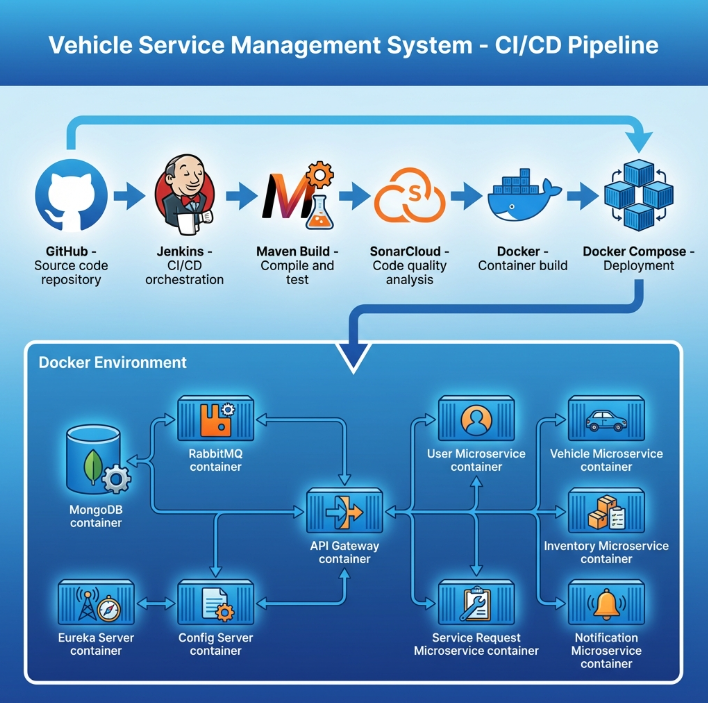 Vehicle Service Management System - CI/CD Pipeline
GitHub -
Source code
repository
Jenkins -
CI/CD
orchestration
Maven Build -
Compile and
test
S
SonarCloud -
Code quality
analysis
Docker -
Container build
Docker Compose -
Deployment
Docker Environment
MongoDB
container
RabbitMQ
container
API Gateway
container
User Microservice
container
Vehicle Microservice
container
Inventory Microservice
container
Eureka Server
container
Config Server
container
Service Request
Microservice container
Notification
Microservice
container